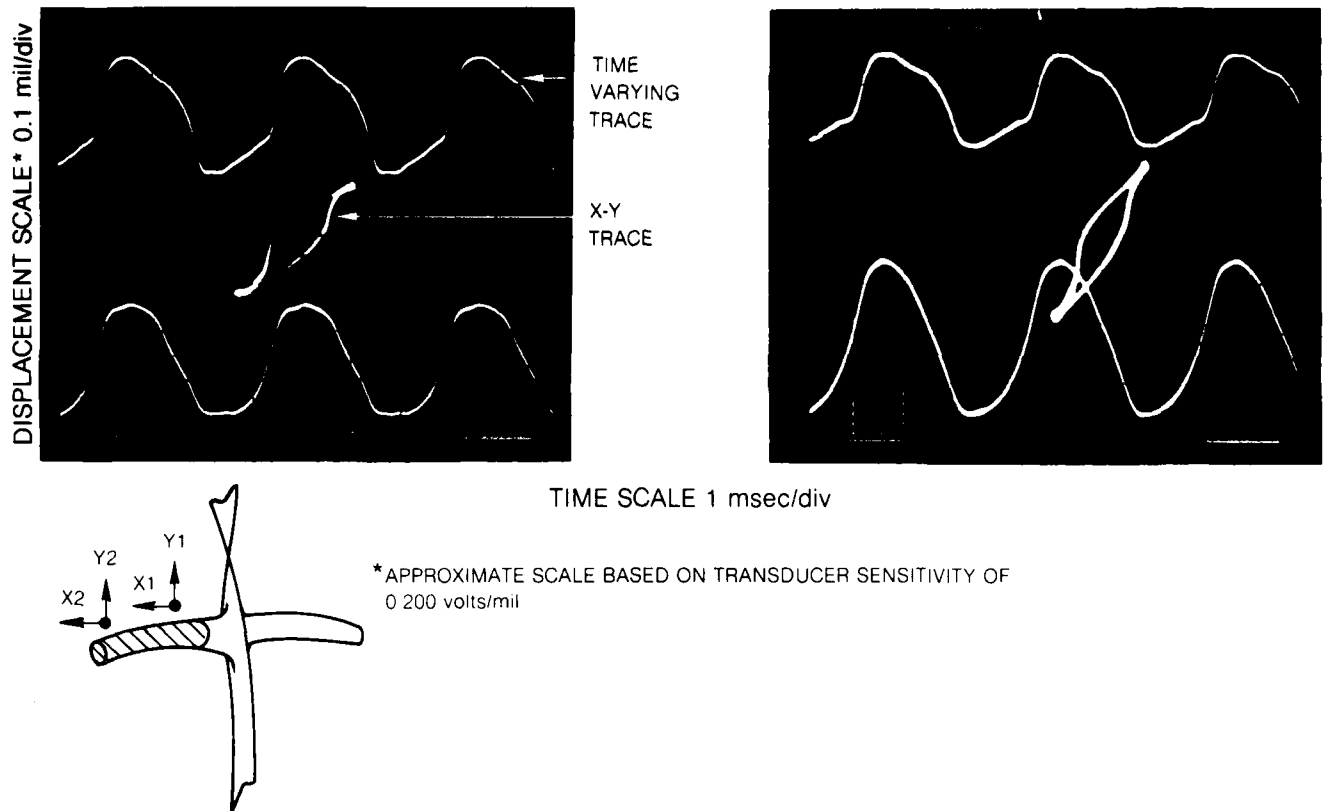 DISPLACEMENT SCALE* 0.1 mil/div
TIME
VARYING
TRACE
X-Y
TRACE
TIME SCALE 1 msec/div
Y1
Y2
X1
X2
*APPROXIMATE SCALE BASED ON TRANSDUCER SENSITIVITY OF
0 200 volts/mil